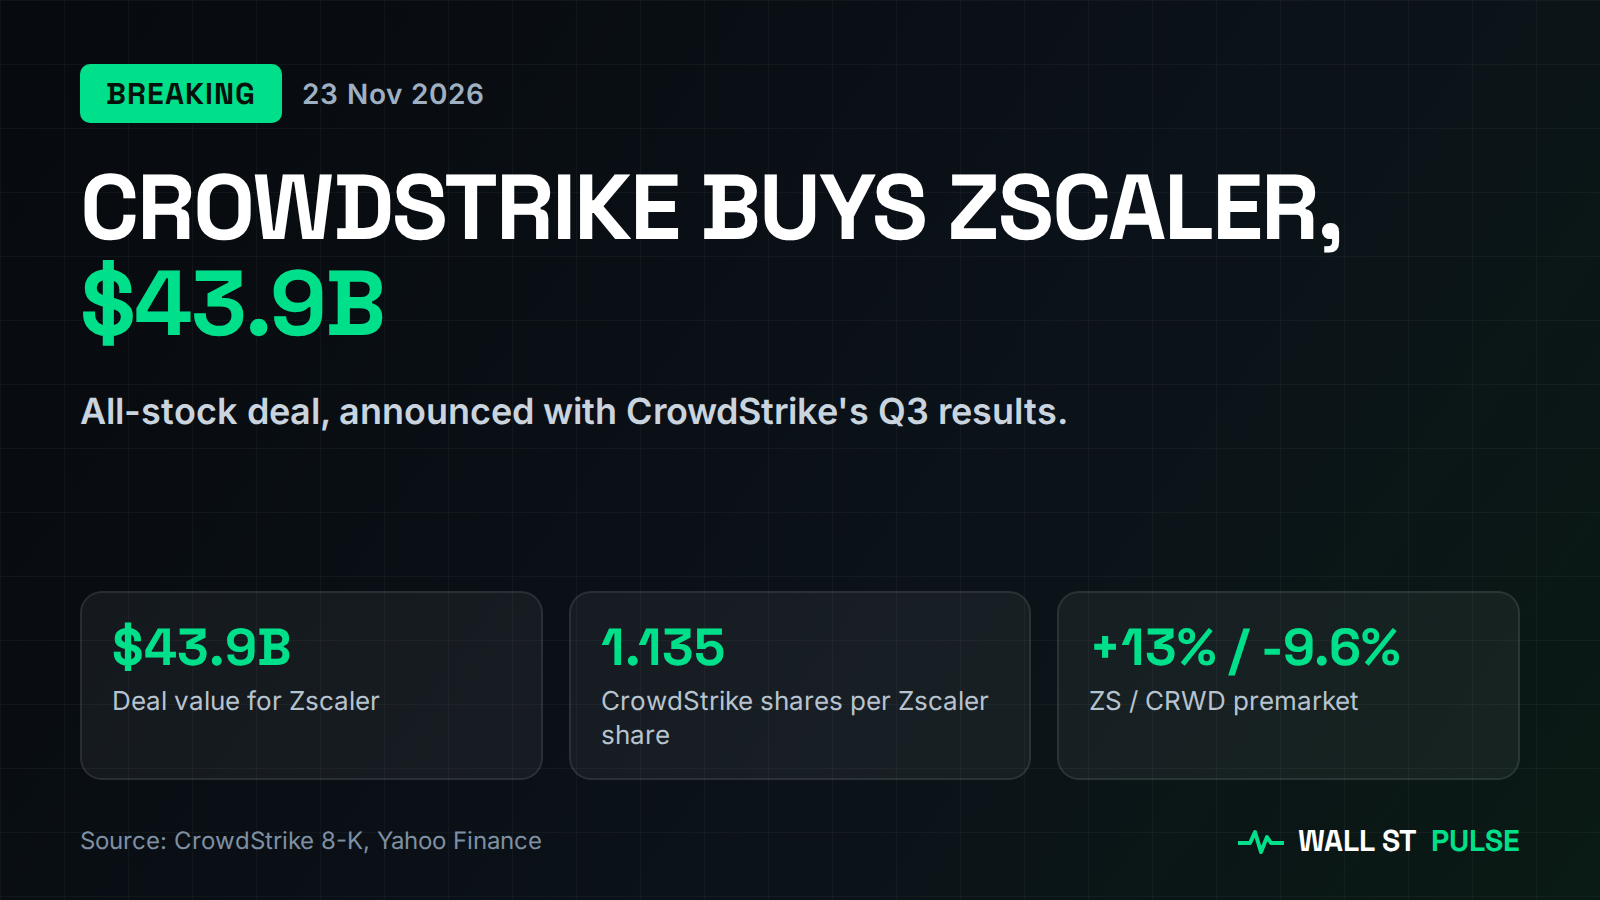 BREAKING 23 Nov 2026
CROWDSTRIKE BUYS ZSCALER,
$43.9B
All-stock deal, announced with CrowdStrike's Q3 results.
$43.9B
Deal value for Zscaler
1.135
CrowdStrike shares per Zscaler
share
+13% / -9.6%
ZS / CRWD premarket
Source: CrowdStrike 8-K, Yahoo Finance
WALL ST PULSE